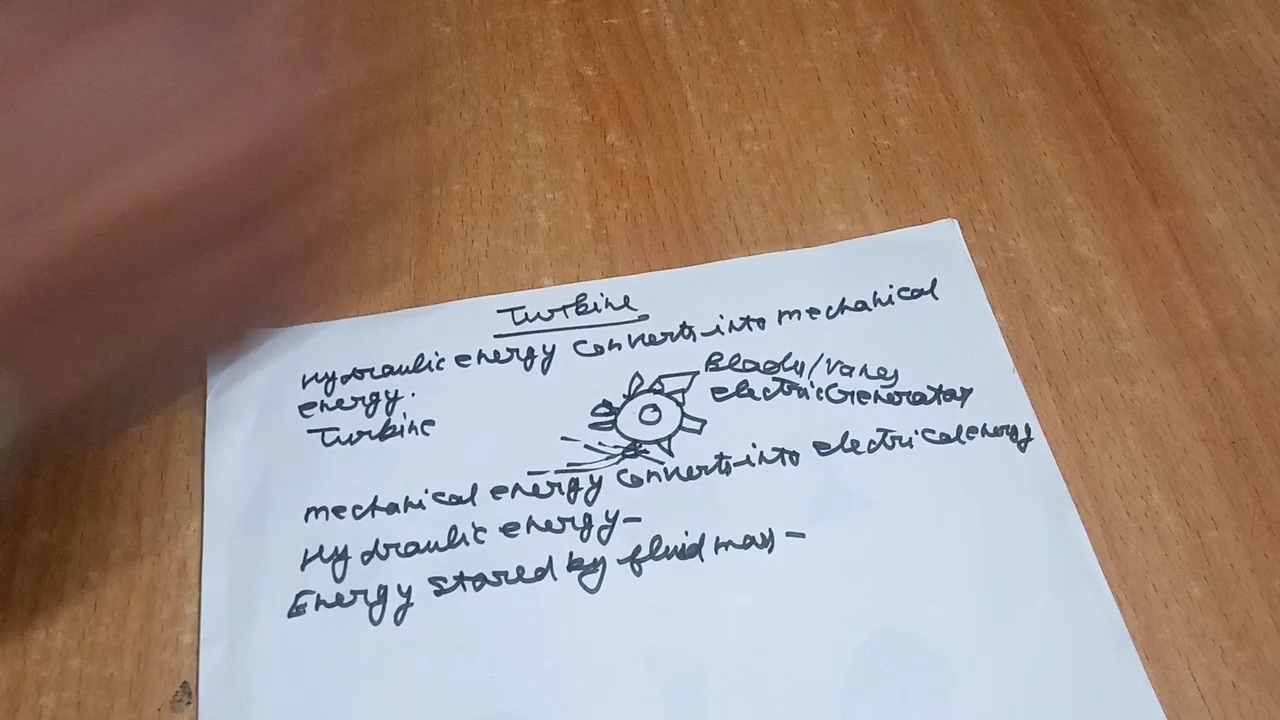 Turbine
Hydraulic energy converts into mechanical
energy.
Turbine
Blades/vanes
electric Generator
mechanical energy converts into electrical energy
Hydraulic energy-
Energy stored by fluid mass-